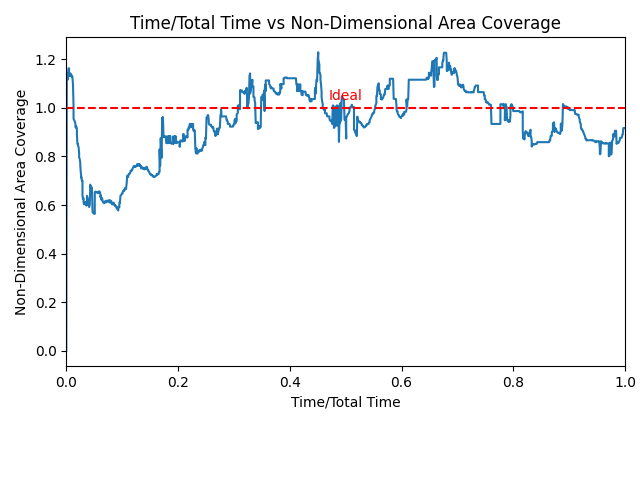 Time/Total Time vs Non-Dimensional Area Coverage
Non-Dimensional Area Coverage
1.2
1.0
0.8
0.6
0.4
0.2
0.0
Ideal
0.0 0.2 0.4 0.6 0.8 1.0
Time/Total Time